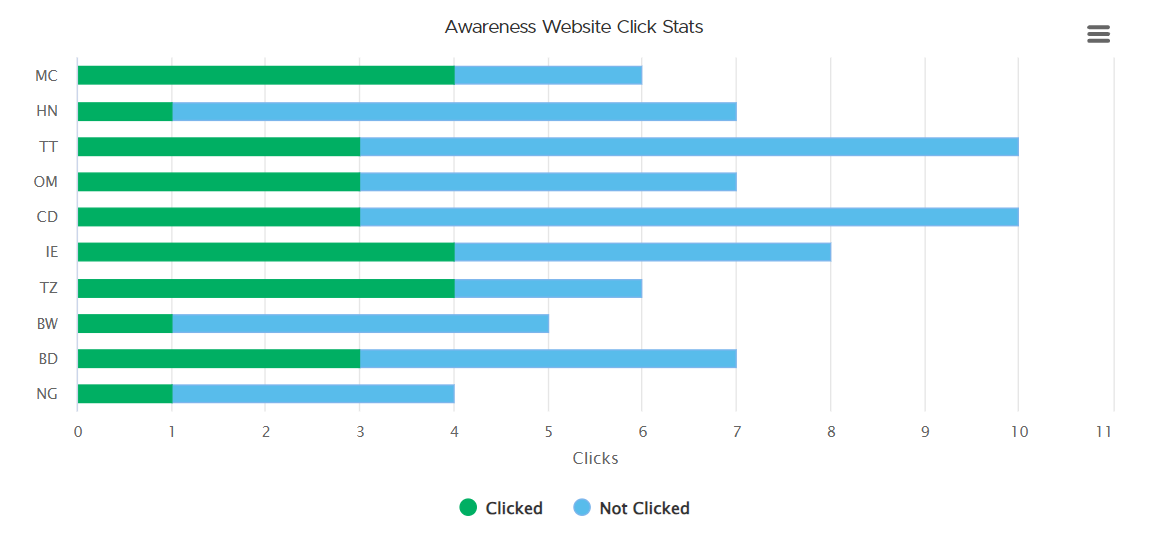 Awareness Website Click Stats
MC
HN
TT
OM
CD
IE
TZ
BW
BD
NG
0 1 2 3 4 5 6 7 8 9 10 11
Clicks
Clicked Not Clicked